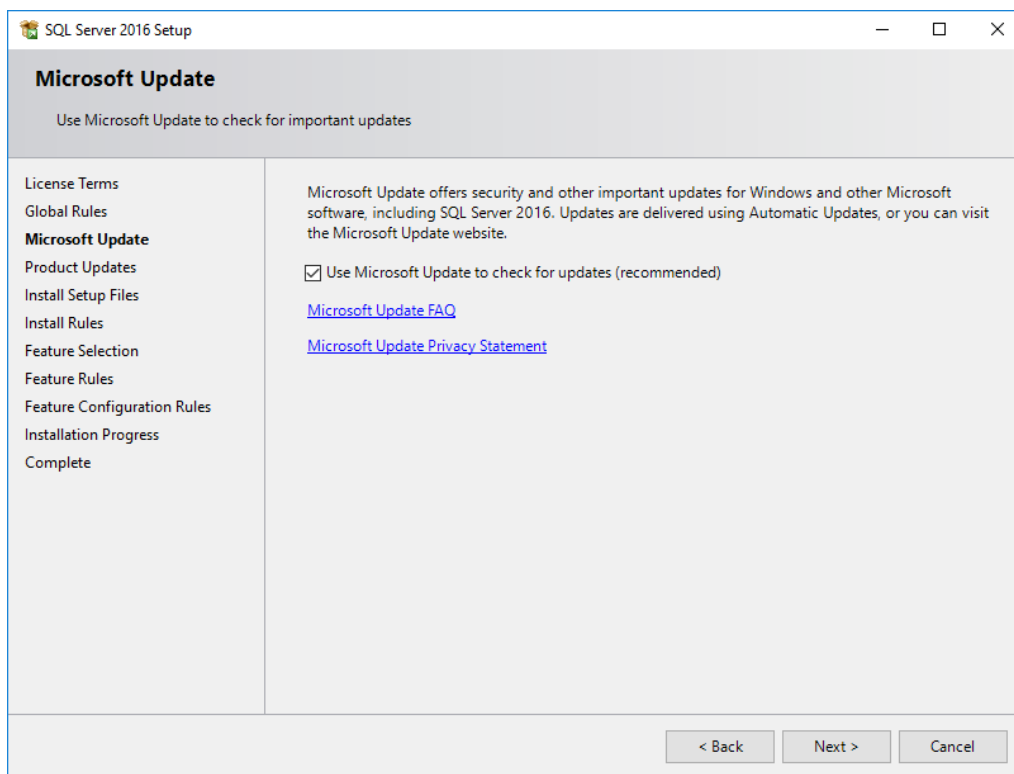 SQL Server 2016 Setup
Microsoft Update
Use Microsoft Update to check for important updates
License Terms
Global Rules
Microsoft Update
Product Updates
Install Setup Files
Install Rules
Feature Selection
Feature Rules
Feature Configuration Rules
Installation Progress
Complete
Microsoft Update offers security and other important updates for Windows and other Microsoft
software, including SQL Server 2016. Updates are delivered using Automatic Updates, or you can visit
the Microsoft Update website.
Use Microsoft Update to check for updates (recommended)
Microsoft Update FAQ
Microsoft Update Privacy Statement
< Back
Next >
Cancel